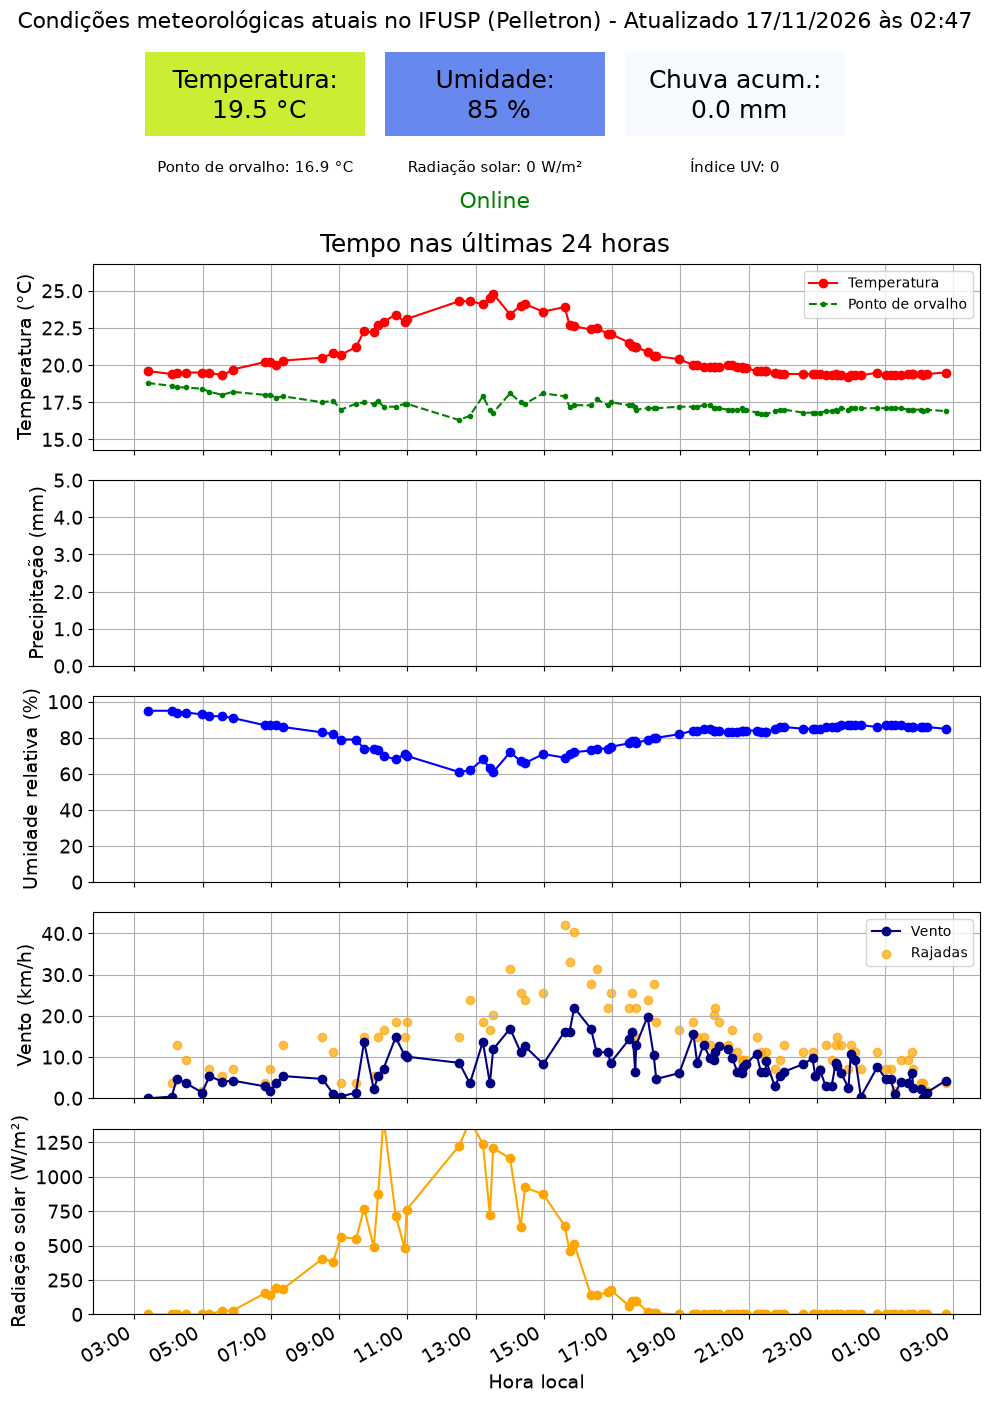 Condições meteorológicas atuais no IFUSP (Pelletron) - Atualizado 17/11/2026 às 02:47
Temperatura:
19.5 °C
Umidade:
85 %
Chuva acum.:
0.0 mm
Ponto de orvalho: 16.9 °C
Radiação solar: 0 W/m²
Índice UV: 0
Online
Tempo nas últimas 24 horas
Temperatura (°C)
25.0
22.5
20.0
17.5
15.0
Temperatura
Ponto de orvalho
Precipitação (mm)
5.0
4.0
3.0
2.0
1.0
0.0
Umidade relativa (%)
100
80
60
40
20
0
Vento (km/h)
40.0
30.0
20.0
10.0
0.0
Vento
Rajadas
Radiação solar (W/m²)
1250
1000
750
500
250
0
03:00 05:00 07:00 09:00 11:00 13:00 15:00 17:00 19:00 21:00 23:00 01:00 03:00
Hora local